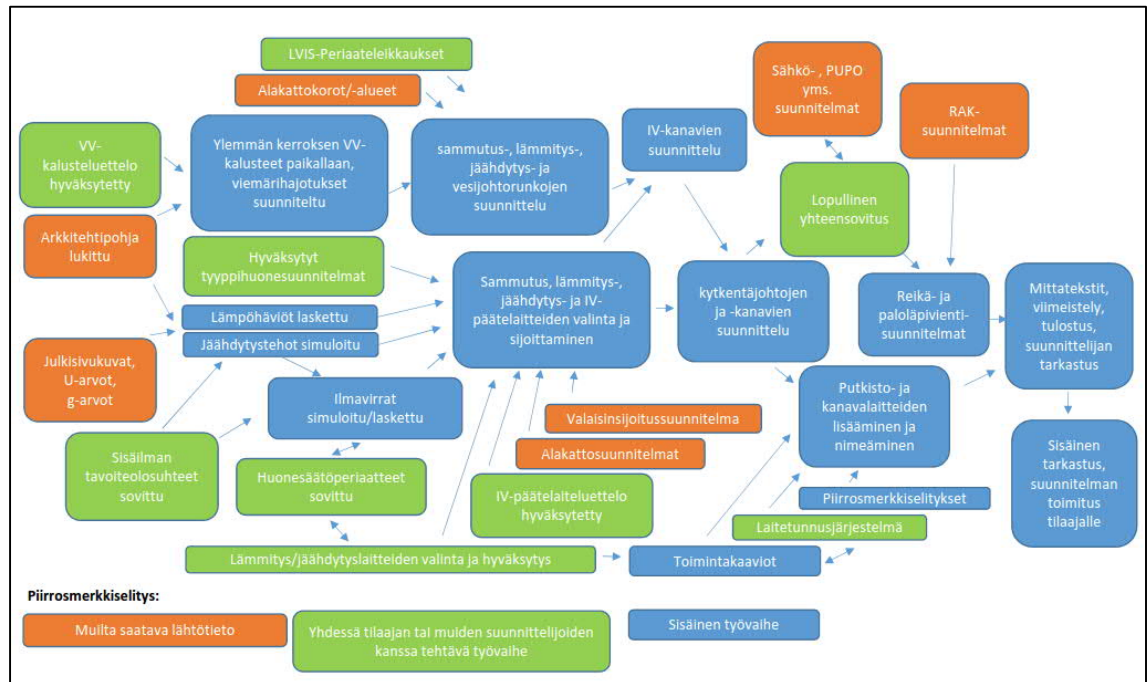 LVIS-Periaateleikkaukset
Alakattokorot/-alueet
Sähkö- , PUPO
yms.
suunnitelmat
RAK-
suunnitelmat
VV-
kalusteluettelo
hyväksytetty
Ylemmän kerroksen VV-
kalusteet paikallaan,
viemärihajotukset
suunniteltu
sammutus-, lämmitys-,
jäähdytys- ja
vesijohtorunkojen
suunnittelu
IV-kanavien
suunnittelu
Lopullinen
yhteensovitus
Arkkitehtipohja
lukittu
Hyväksytyt
tyyppihuonesuunnitelmat
Sammutus, lämmitys-,
jäähdytys- ja IV-
päätelaitteiden valinta ja
sijoittaminen
kytkentäjohtojen
ja -kanavien
suunnittelu
Reikä- ja
paloläpivienti-
suunnitelmat
Mittatekstit,
viimeistely,
tulostus,
suunnittelijan
tarkastus
Lämpöhäviöt laskettu
Jäähdytystehot simuloitu
Julkisivukuvat,
U-arvot,
g-arvot
Ilmavirrat
simuloitu/laskettu
Valaisinsijoitussuunnitelma
Alakattosuunnitelmat
Putkisto- ja
kanavalaitteiden
lisääminen ja
nimeäminen
Sisäilman
tavoiteolosuhteet
sovittu
Huonesäätöperiaatteet
sovittu
IV-päätelaiteluettelo
hyväksytetty
Piirrosmerkkiselitykset
Laitetunnusjärjestelmä
Sisäinen
tarkastus,
suunnitelman
toimitus
tilaajalle
Lämmitys/jäähdytyslaitteiden valinta ja hyväksytys
Toimintakaaviot
Piirrosmerkkiselitys:
Muilta saatava lähtötieto
Yhdessä tilaajan tai muiden suunnittelijoiden
kanssa tehtävä työvaihe
Sisäinen työvaihe